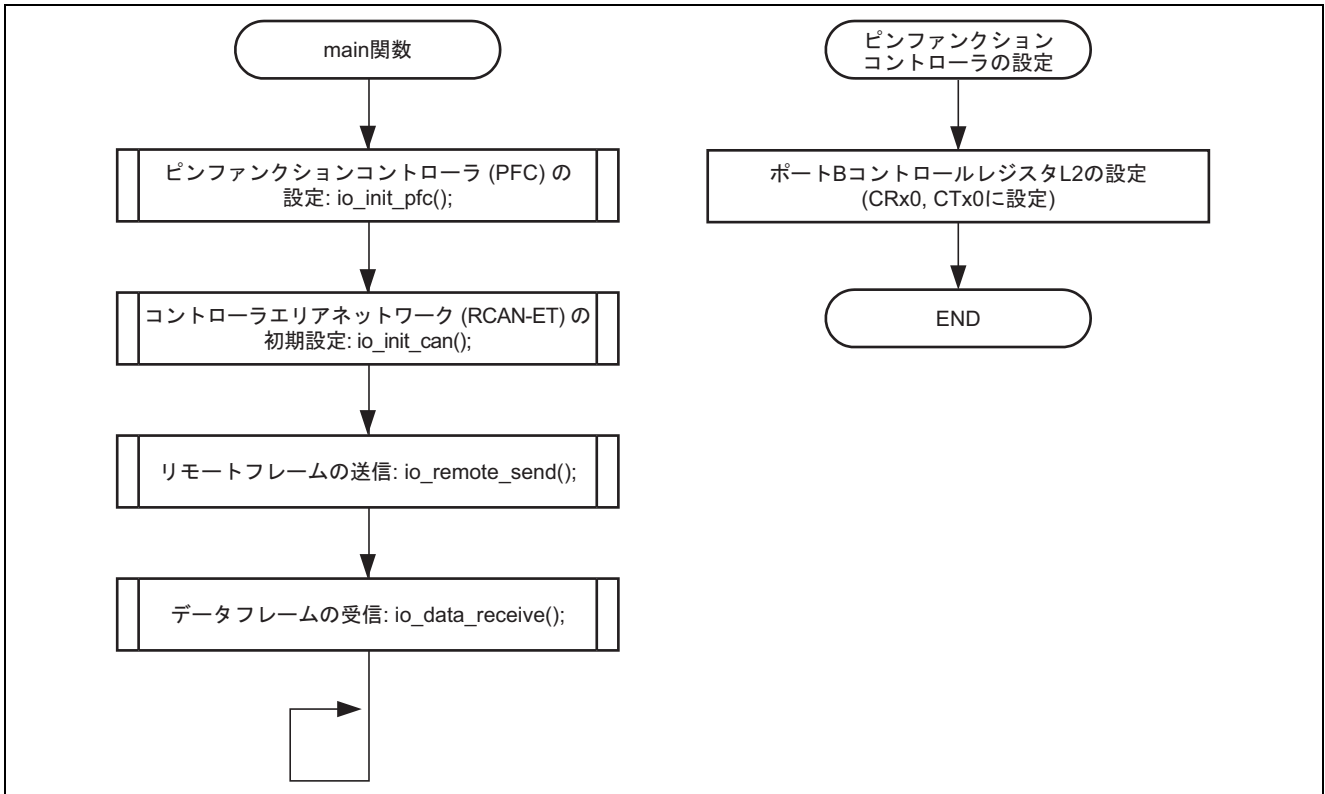 main関数
ピンファンクションコントローラ (PFC) の
設定: io_init_pfc();
コントローラエリアネットワーク (RCAN-ET) の
初期設定: io_init_can();
リモートフレームの送信: io_remote_send();
データフレームの受信: io_data_receive();
ピンファンクション
コントローラの設定
ポートBコントロールレジスタL2の設定
(CRx0, CTx0に設定)
END